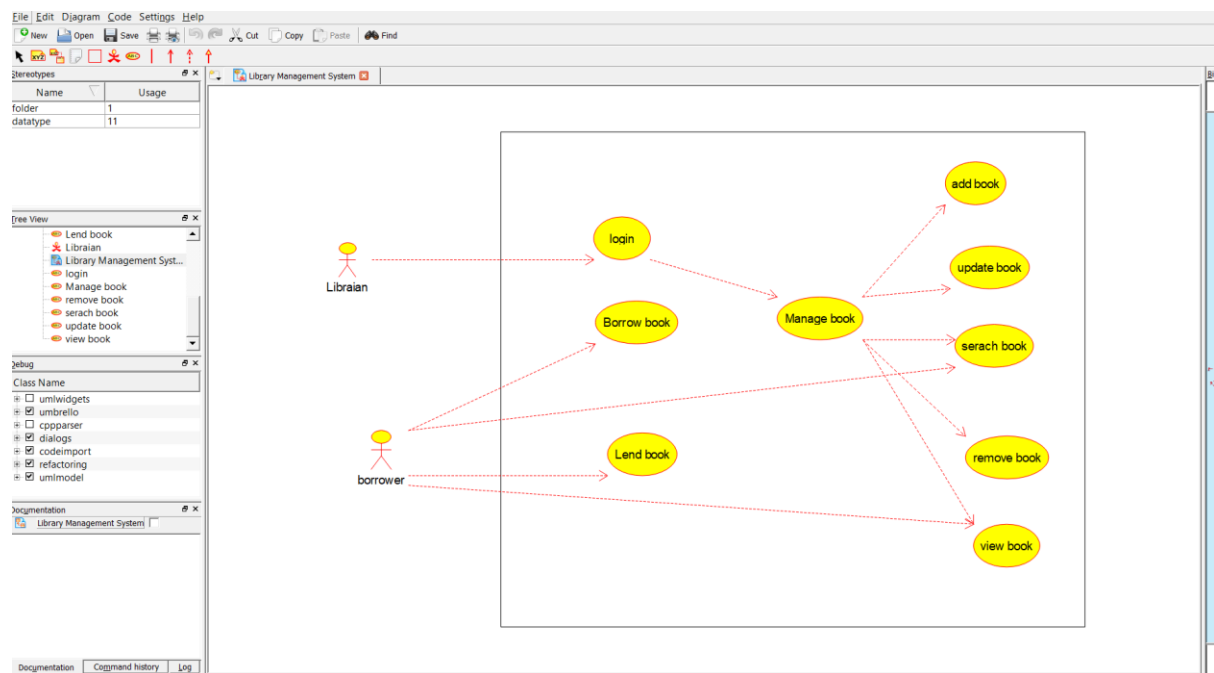 File Edit Diagram Code Settings Help
New Open Save Cut Copy Paste Find
Stereotypes
Name Usage
folder 1
datatype 11
Tree View
Lend book
Libraian
Library Management Syst...
login
Manage book
remove book
serach book
update book
view book
Debug
Class Name
umlwidgets
umbrello
cppparser
dialogs
codeimport
refactoring
umlmodel
Documentation
Library Management System
Documentation Command history Log
Library Management System
add book
login
update book
Libraian
Manage book
Borrow book
serach book
Lend book
remove book
borrower
view book